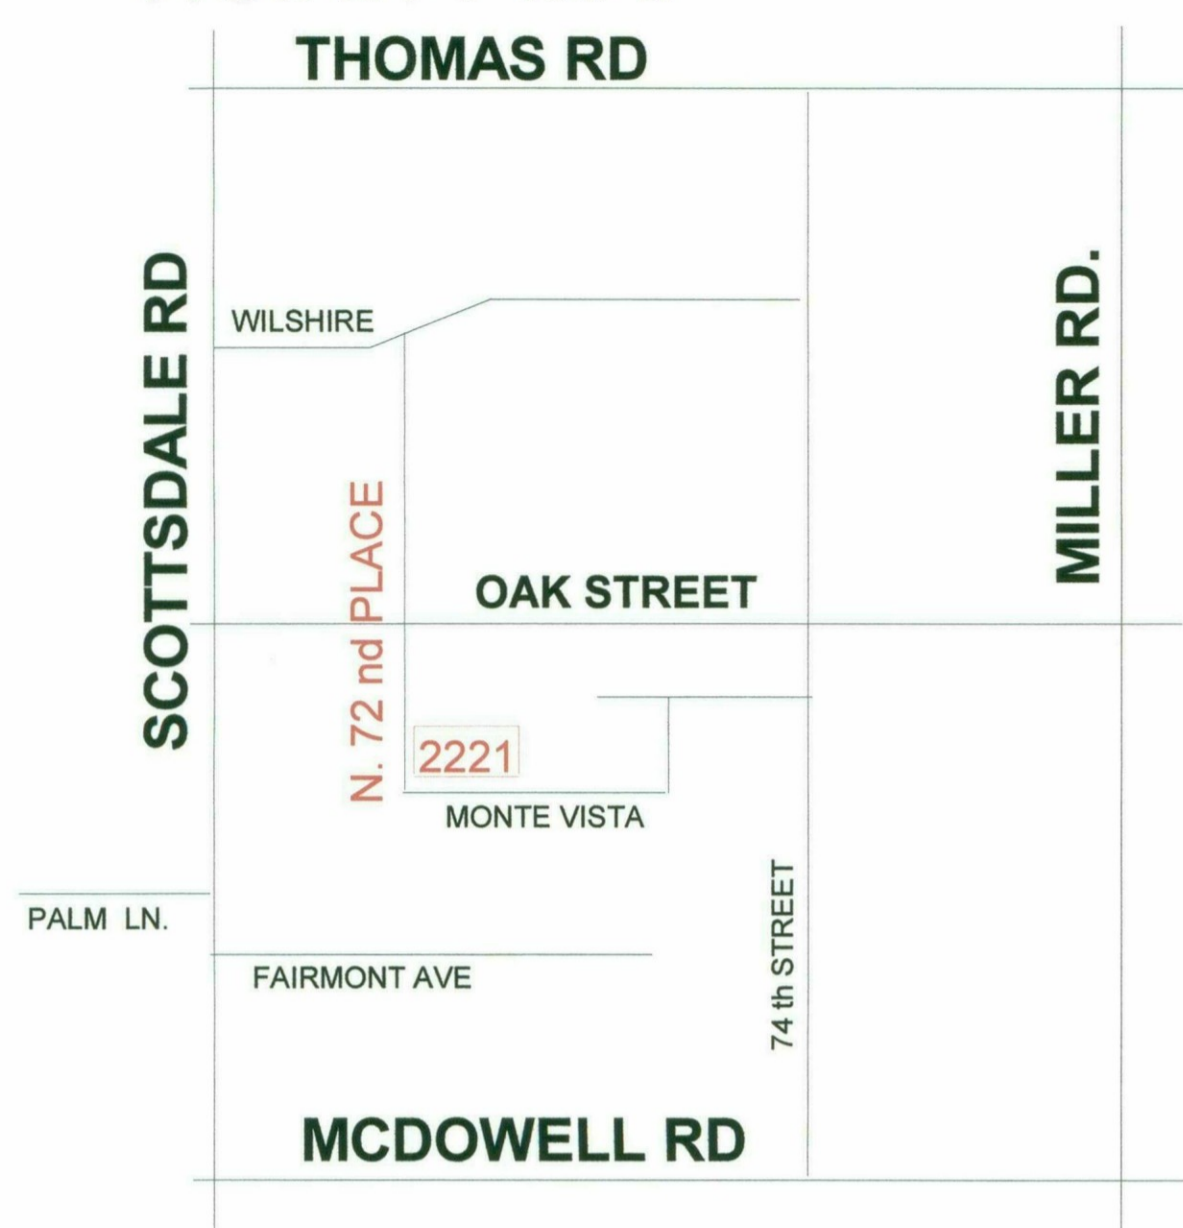 THOMAS RD
SCOTTSDALE RD
WILSHIRE
MILLER RD.
N. 72 nd PLACE
OAK STREET
2221
MONTE VISTA
PALM LN.
FAIRMONT AVE
74 th STREET
MCDOWELL RD